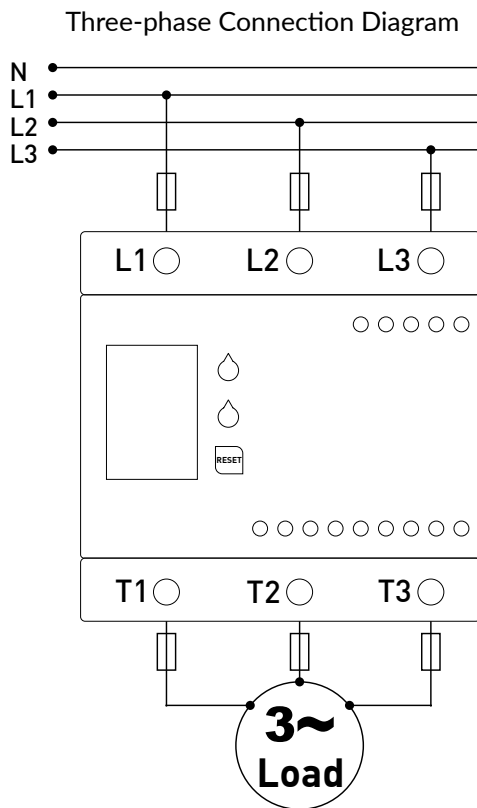 Three-phase Connection Diagram
N
L1
L2
L3
L1 L2 L3
RESET
T1 T2 T3
3~
Load